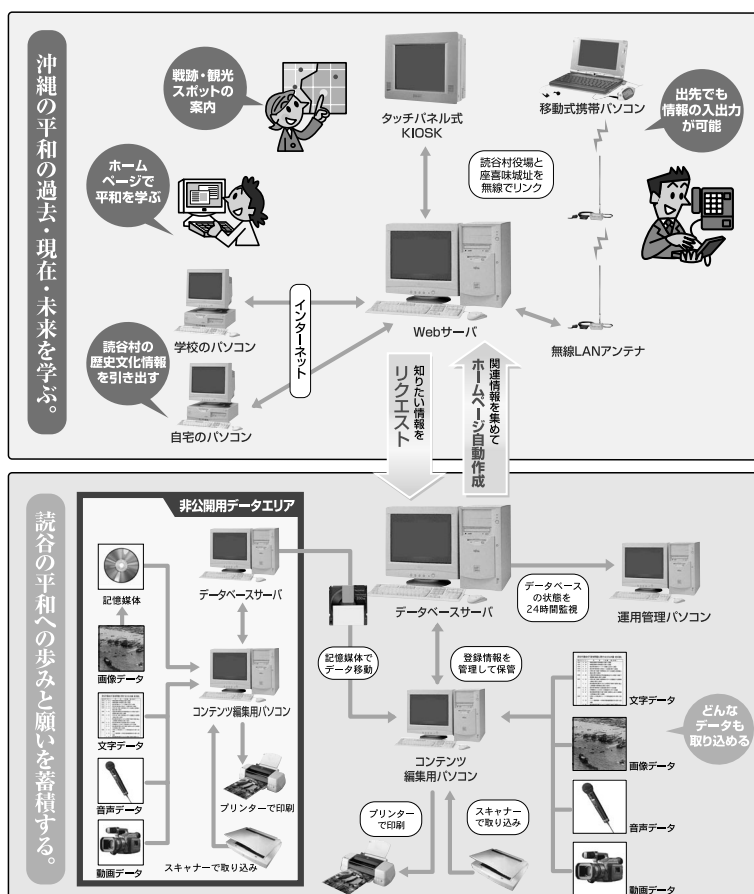 沖縄の平和の過去・現在・未来を学ぶ。
戦跡・観光
スポットの
案内
タッチパネル式
KIOSK
移動式携帯パソコン
出先でも
情報の入出力
が可能
ホーム
ページで
平和を学ぶ
読谷村役場と
座喜味城址を
無線でリンク
インターネット
学校のパソコン
Webサーバ
無線LANアンテナ
読谷村の
歴史文化情報
を引き出す
自宅のパソコン
知りたい情報を
リクエスト
関連情報を集めて
ホームページ自動作成
読谷の平和への歩みと願いを蓄積する。
非公開用データエリア
記憶媒体
データベースサーバ
画像データ
コンテンツ編集用パソコン
文字データ
音声データ
プリンターで印刷
動画データ
スキャナーで取り込み
データベースサーバ
データベース
の状態を
24時間監視
運用管理パソコン
記憶媒体で
データ移動
登録情報を
管理して保管
コンテンツ
編集用パソコン
文字データ
どんな
データも
取り込める
画像データ
プリンター
で印刷
スキャナー
で取り込み
音声データ
動画データ